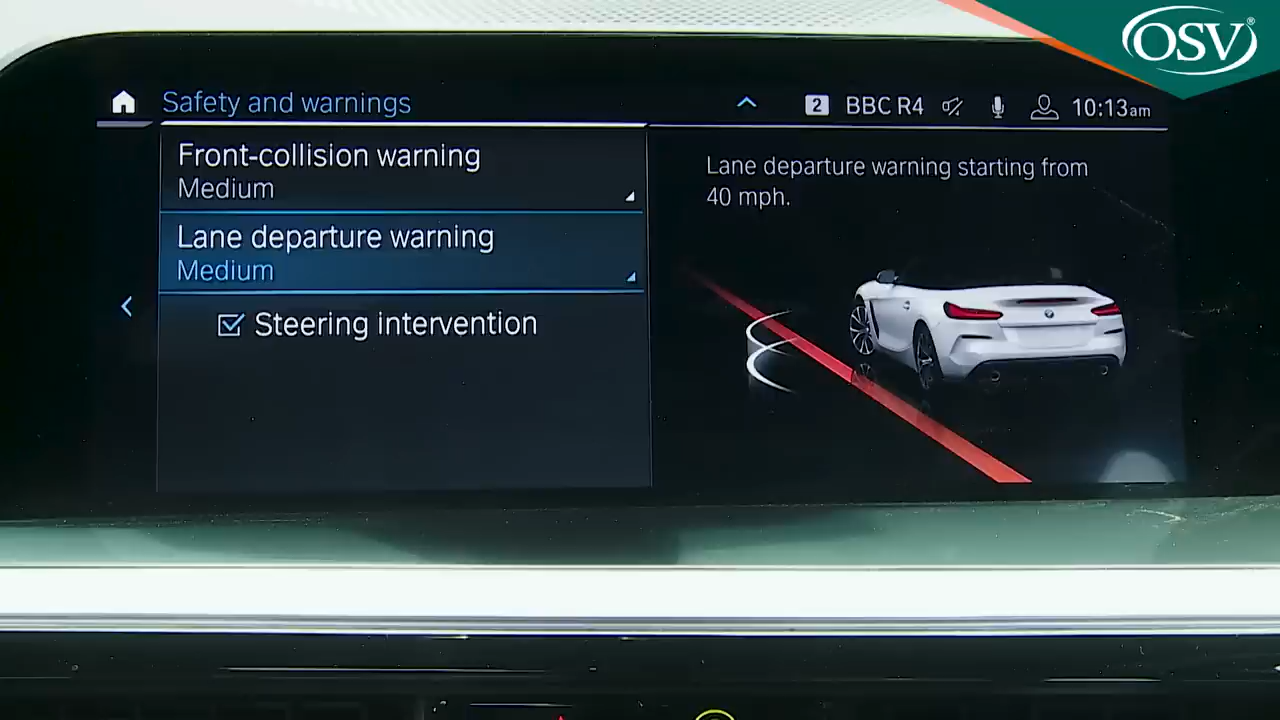 OSV®
Safety and warnings
2 BBC R4 10:13am
Front-collision warning
Medium
Lane departure warning
Medium
Steering intervention
Lane departure warning starting from
40 mph.